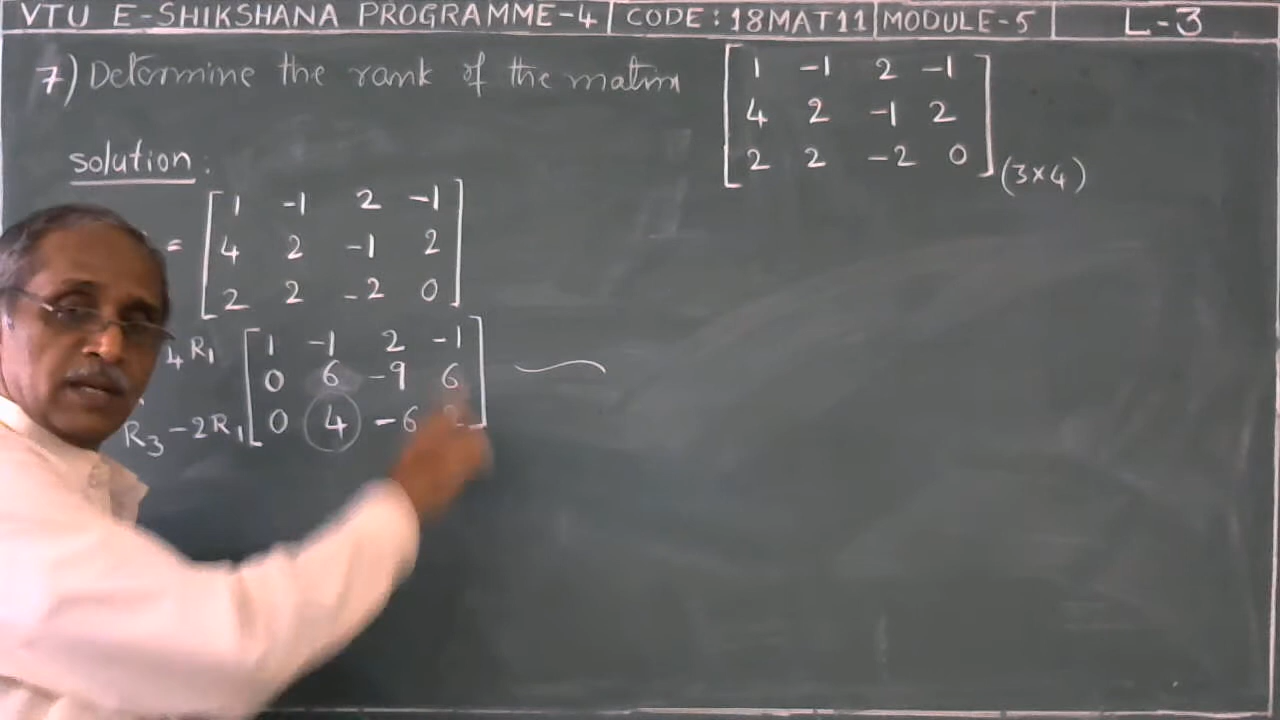 VTU E-SHIKSHANA PROGRAMME-4 CODE: 18MAT11 MODULE-5 L-3
7) Determine the rank of the matrix
1 -1 2 -1
4 2 -1 2
2 2 -2 0 (3×4)
Solution:
= 1 -1 2 -1
4 2 -1 2
2 2 -2 0
4R₁ 1 -1 2 -1
0 6 -9 6
R₃-2R₁ 0 4 -6 2